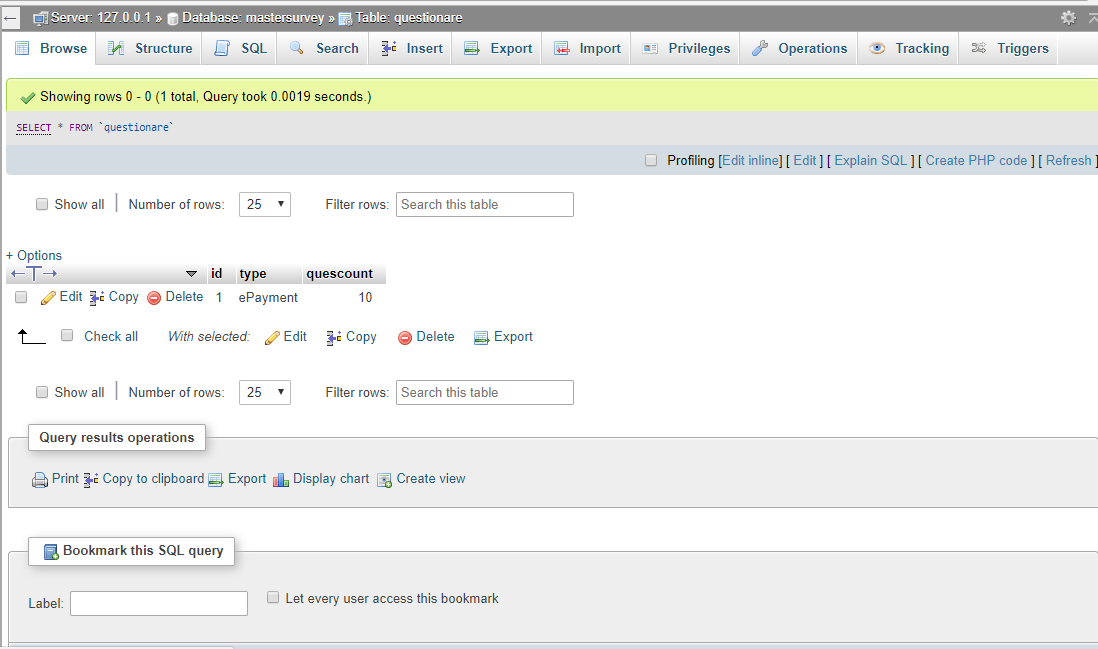 Server: 127.0.0.1 » Database: mastersurvey » Table: questionare
Browse Structure SQL Search Insert Export Import Privileges Operations Tracking Triggers
Showing rows 0 - 0 (1 total, Query took 0.0019 seconds.)
SELECT * FROM `questionare`
Profiling [Edit inline] [ Edit ] [ Explain SQL ] [ Create PHP code ] [ Refresh ]
Show all Number of rows: 25 Filter rows: Search this table
+ Options
←T→ id type quescount
Edit Copy Delete 1 ePayment 10
Check all With selected: Edit Copy Delete Export
Show all Number of rows: 25 Filter rows: Search this table
Query results operations
Print Copy to clipboard Export Display chart Create view
Bookmark this SQL query
Label: Let every user access this bookmark